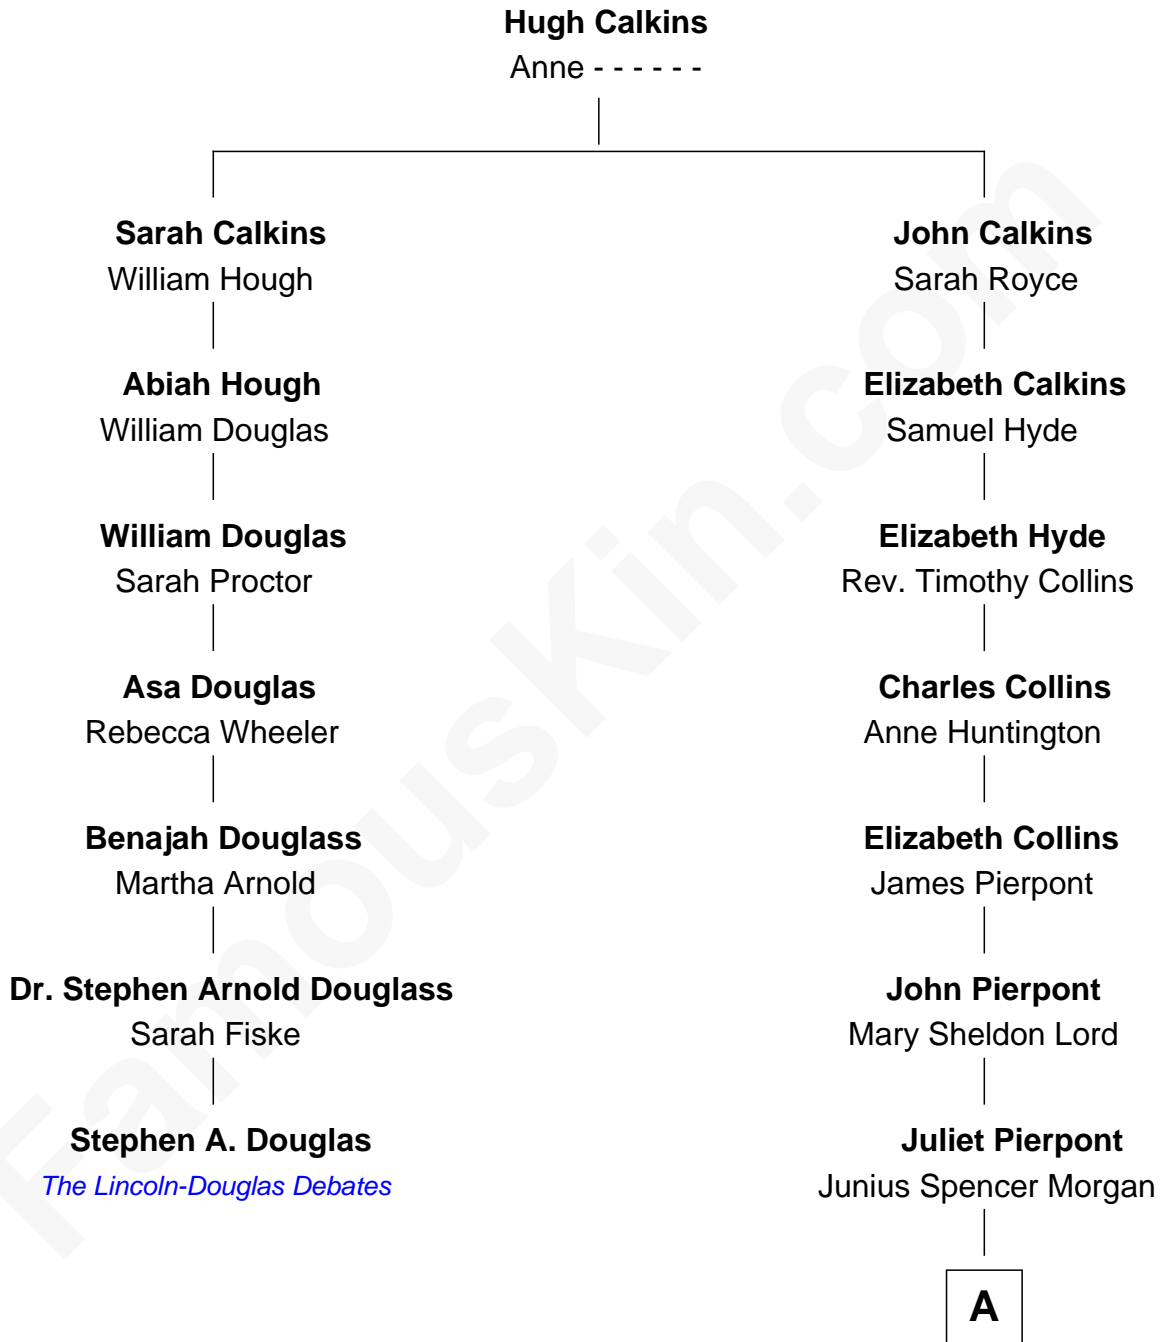 Hugh Calkins
Anne - - - - - -
Sarah Calkins
William Hough
John Calkins
Sarah Royce
Abiah Hough
William Douglas
Elizabeth Calkins
Samuel Hyde
William Douglas
Sarah Proctor
Elizabeth Hyde
Rev. Timothy Collins
Asa Douglas
Rebecca Wheeler
Charles Collins
Anne Huntington
Benajah Douglass
Martha Arnold
Elizabeth Collins
James Pierpont
Dr. Stephen Arnold Douglass
Sarah Fiske
John Pierpont
Mary Sheldon Lord
Stephen A. Douglas
The Lincoln-Douglas Debates
Juliet Pierpont
Junius Spencer Morgan
A
FamousKin.com